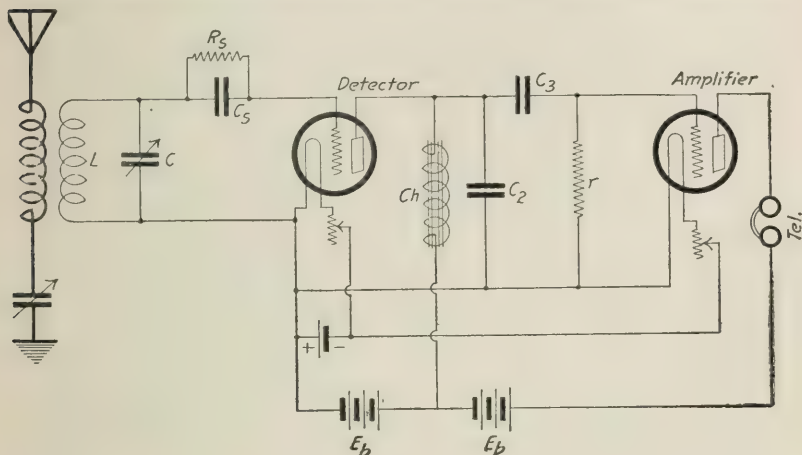 R_S
Detector
C_3
Amplifier
C_S
L
C
Ch
C_2
r
Tel.
+ -
E_b
E_b